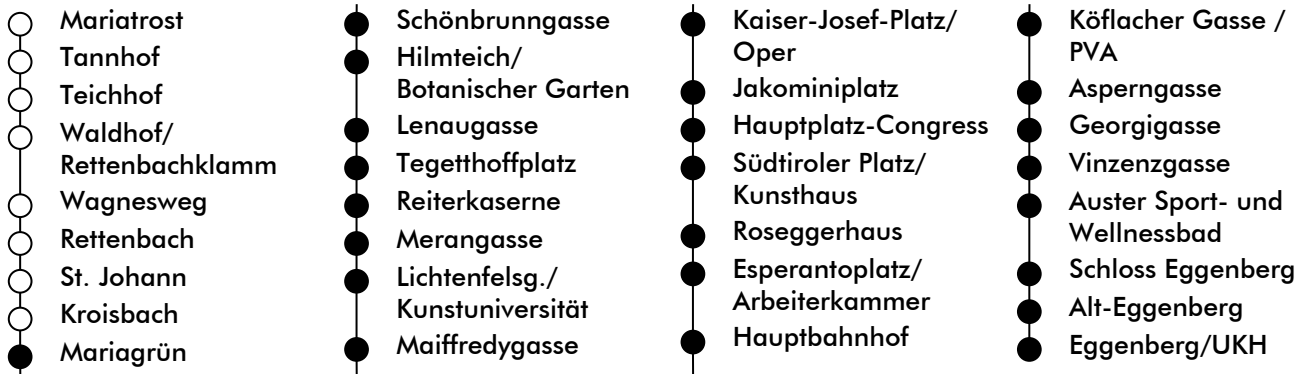 Mariatrost
Tannhof
Teichhof
Waldhof/
Rettenbachklamm
Wagnesweg
Rettenbach
St. Johann
Kroisbach
Mariagrün
Schönbrunngasse
Hilmteich/
Botanischer Garten
Lenaugasse
Tegetthoffplatz
Reiterkaserne
Merangasse
Lichtenfelsg./
Kunstuniversität
Maiffredygasse
Kaiser-Josef-Platz/
Oper
Jakominiplatz
Hauptplatz-Congress
Südtiroler Platz/
Kunsthaus
Roseggerhaus
Esperantoplatz/
Arbeiterkammer
Hauptbahnhof
Köflacher Gasse /
PVA
Asperngasse
Georgigasse
Vinzenzgasse
Auster Sport- und
Wellnessbad
Schloss Eggenberg
Alt-Eggenberg
Eggenberg/UKH